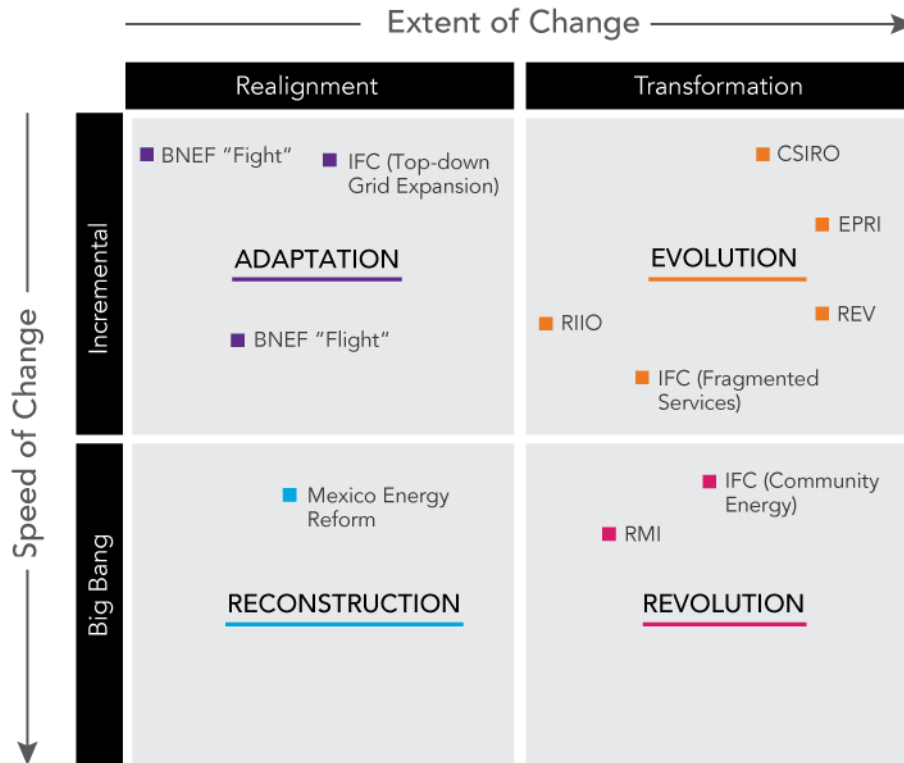 Extent of Change
Realignment
Transformation
Speed of Change
Incremental
BNEF "Fight"
IFC (Top-down
Grid Expansion)
ADAPTATION
BNEF "Flight"
CSIRO
EPRI
EVOLUTION
RIIO
REV
IFC (Fragmented
Services)
Big Bang
Mexico Energy
Reform
RECONSTRUCTION
IFC (Community
Energy)
RMI
REVOLUTION